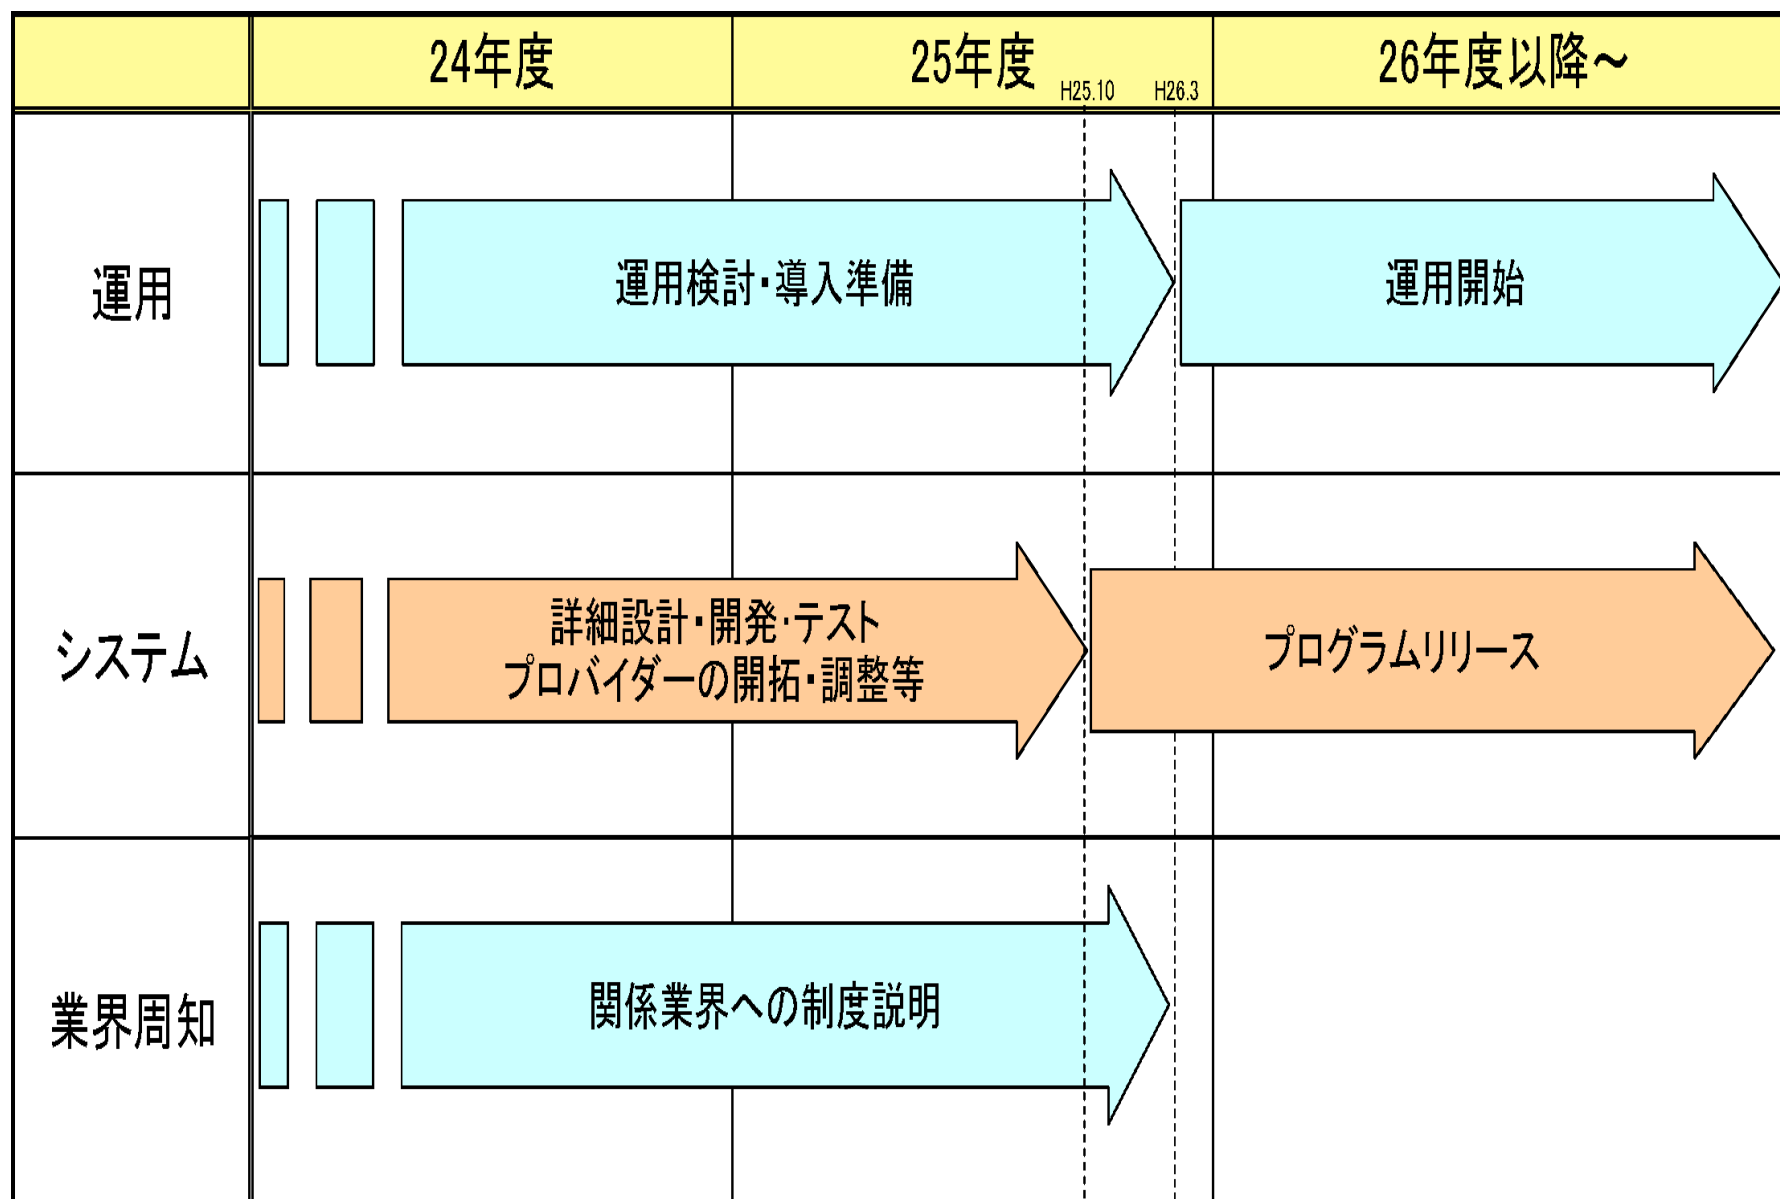 24年度
25年度
26年度以降～
H25.10
H26.3
運用
運用検討・導入準備
運用開始
システム
詳細設計・開発・テスト
プロバイダーの開拓・調整等
プログラムリリース
業界周知
関係業界への制度説明